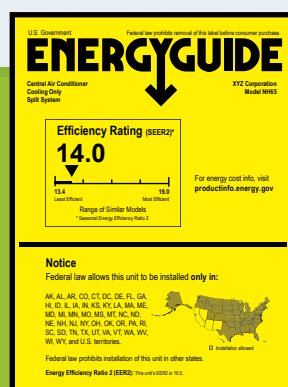 U.S. Government
Federal law prohibits removal of this label before consumer purchase.
ENERGYGUIDE
Central Air Conditioner
Cooling Only
Split System
XYZ Corporation
Model NH65
Efficiency Rating (SEER2)*
14.0
13.4
Least Efficient
19.0
Most Efficient
Range of Similar Models
* Seasonal Energy Efficiency Ratio 2
For energy cost info, visit
productinfo.energy.gov
Notice
Federal law allows this unit to be installed only in:
AK, AL, AR, CO, CT, DC, DE, FL, GA,
HI, ID, IL, IA, IN, KS, KY, LA, MA, ME,
MD, MI, MN, MO, MS, MT, NC, ND,
NE, NH, NJ, NY, OH, OK, OR, PA, RI,
SC, SD, TN, TX, UT, VA, VT, WA, WV,
WI, WY, and U.S. territories.
Installation allowed
Federal law prohibits installation of this unit in other states.
Energy Efficiency Ratio 2 (EER2): This unit's EER2 is 10.5.